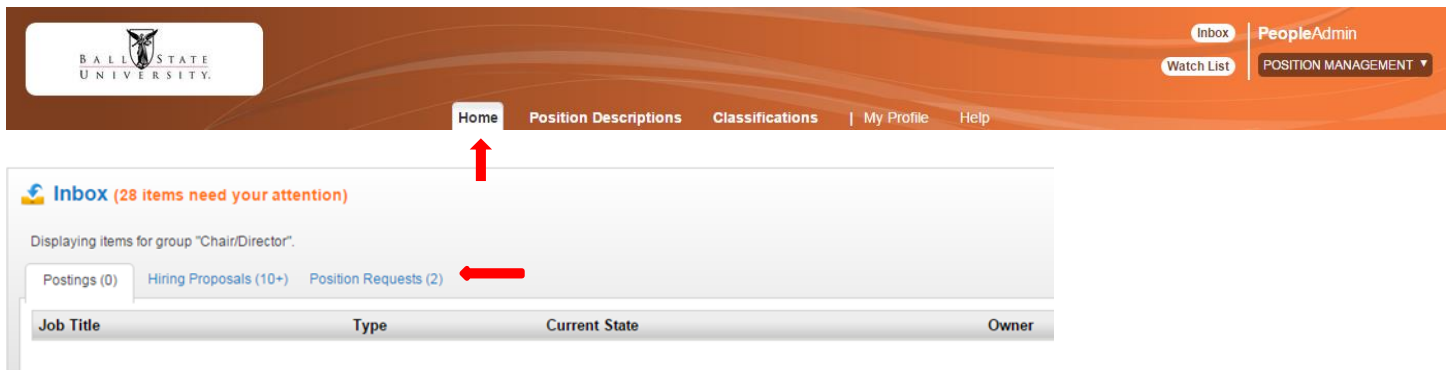 BALL STATE
UNIVERSITY.
Inbox
PeopleAdmin
Watch List
POSITION MANAGEMENT
Home Position Descriptions Classifications | My Profile Help
Inbox (28 items need your attention)
Displaying items for group "Chair/Director".
Postings (0) Hiring Proposals (10+) Position Requests (2)
Job Title Type Current State Owner